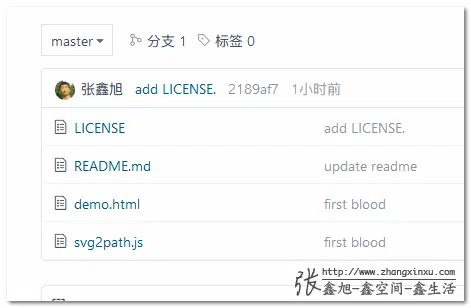 master 分支 1 标签 0
张鑫旭 add LICENSE. 2189af7 1小时前
LICENSE add LICENSE.
README.md update readme
demo.html first blood
svg2path.js first blood
http://www.zhangxinxu.com
张鑫旭-鑫空间-鑫生活